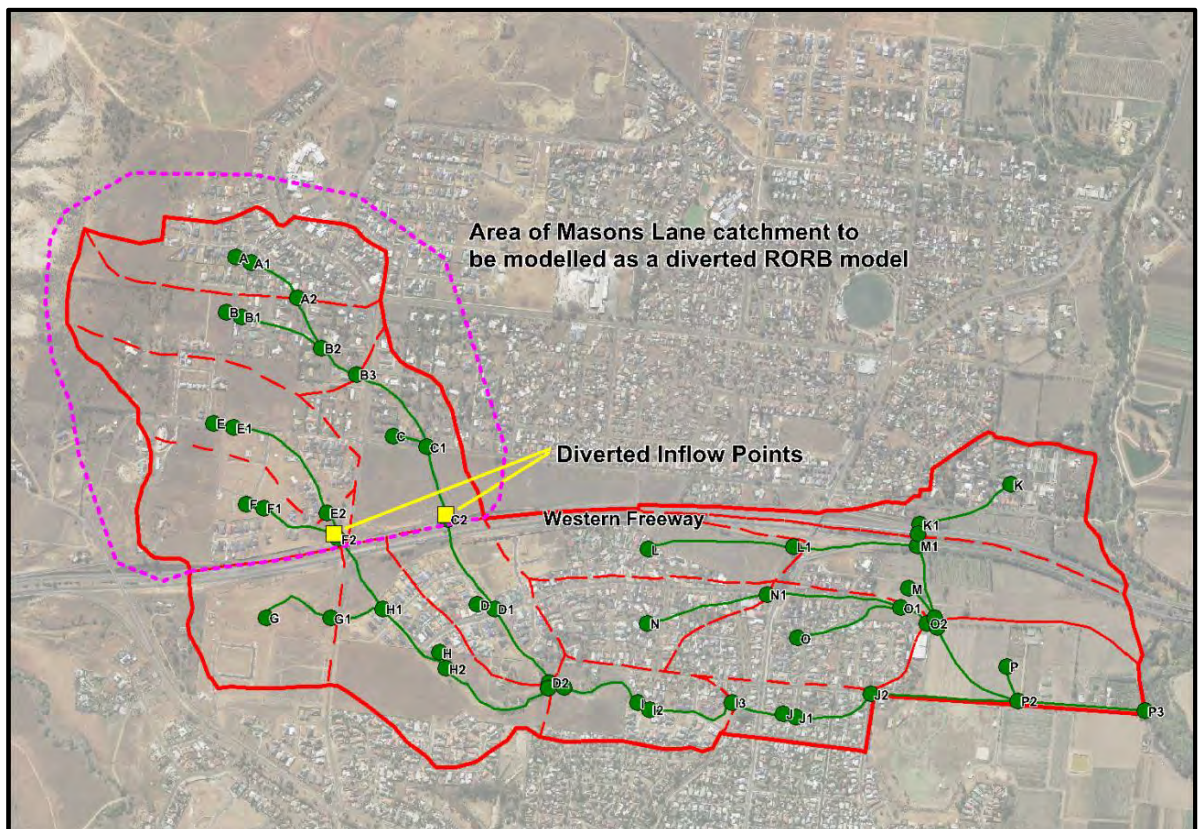 Area of Masons Lane catchment to
be modelled as a diverted RORB model
A
A1
A2
B
B1
B2
B3
E
E1
C
C1
Diverted Inflow Points
K
F
F1
E2
C2
Western Freeway
K1
F2
L
L1
M1
M
N1
D
D1
H1
O1
G
G1
N
O
O2
H
H2
P
D2
J2
I
I2
I3
J
J1
P2
P3